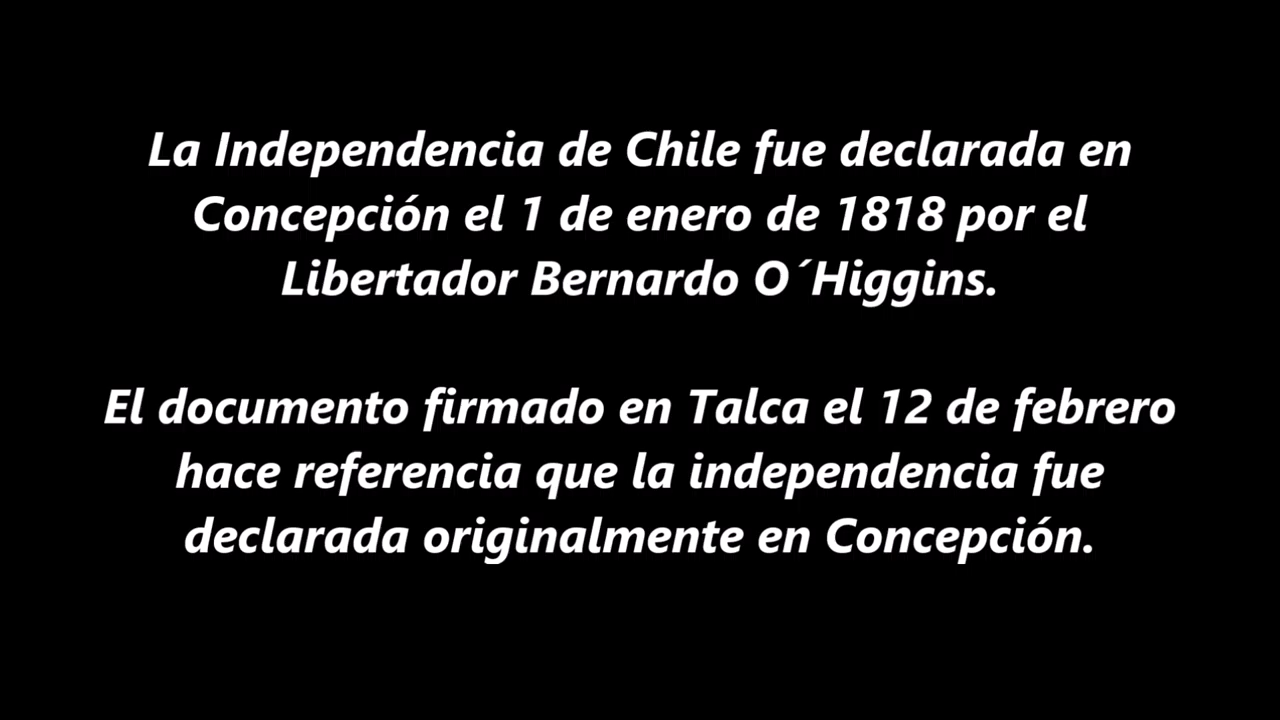 La Independencia de Chile fue declarada en
Concepción el 1 de enero de 1818 por el
Libertador Bernardo O´Higgins.
El documento firmado en Talca el 12 de febrero
hace referencia que la independencia fue
declarada originalmente en Concepción.